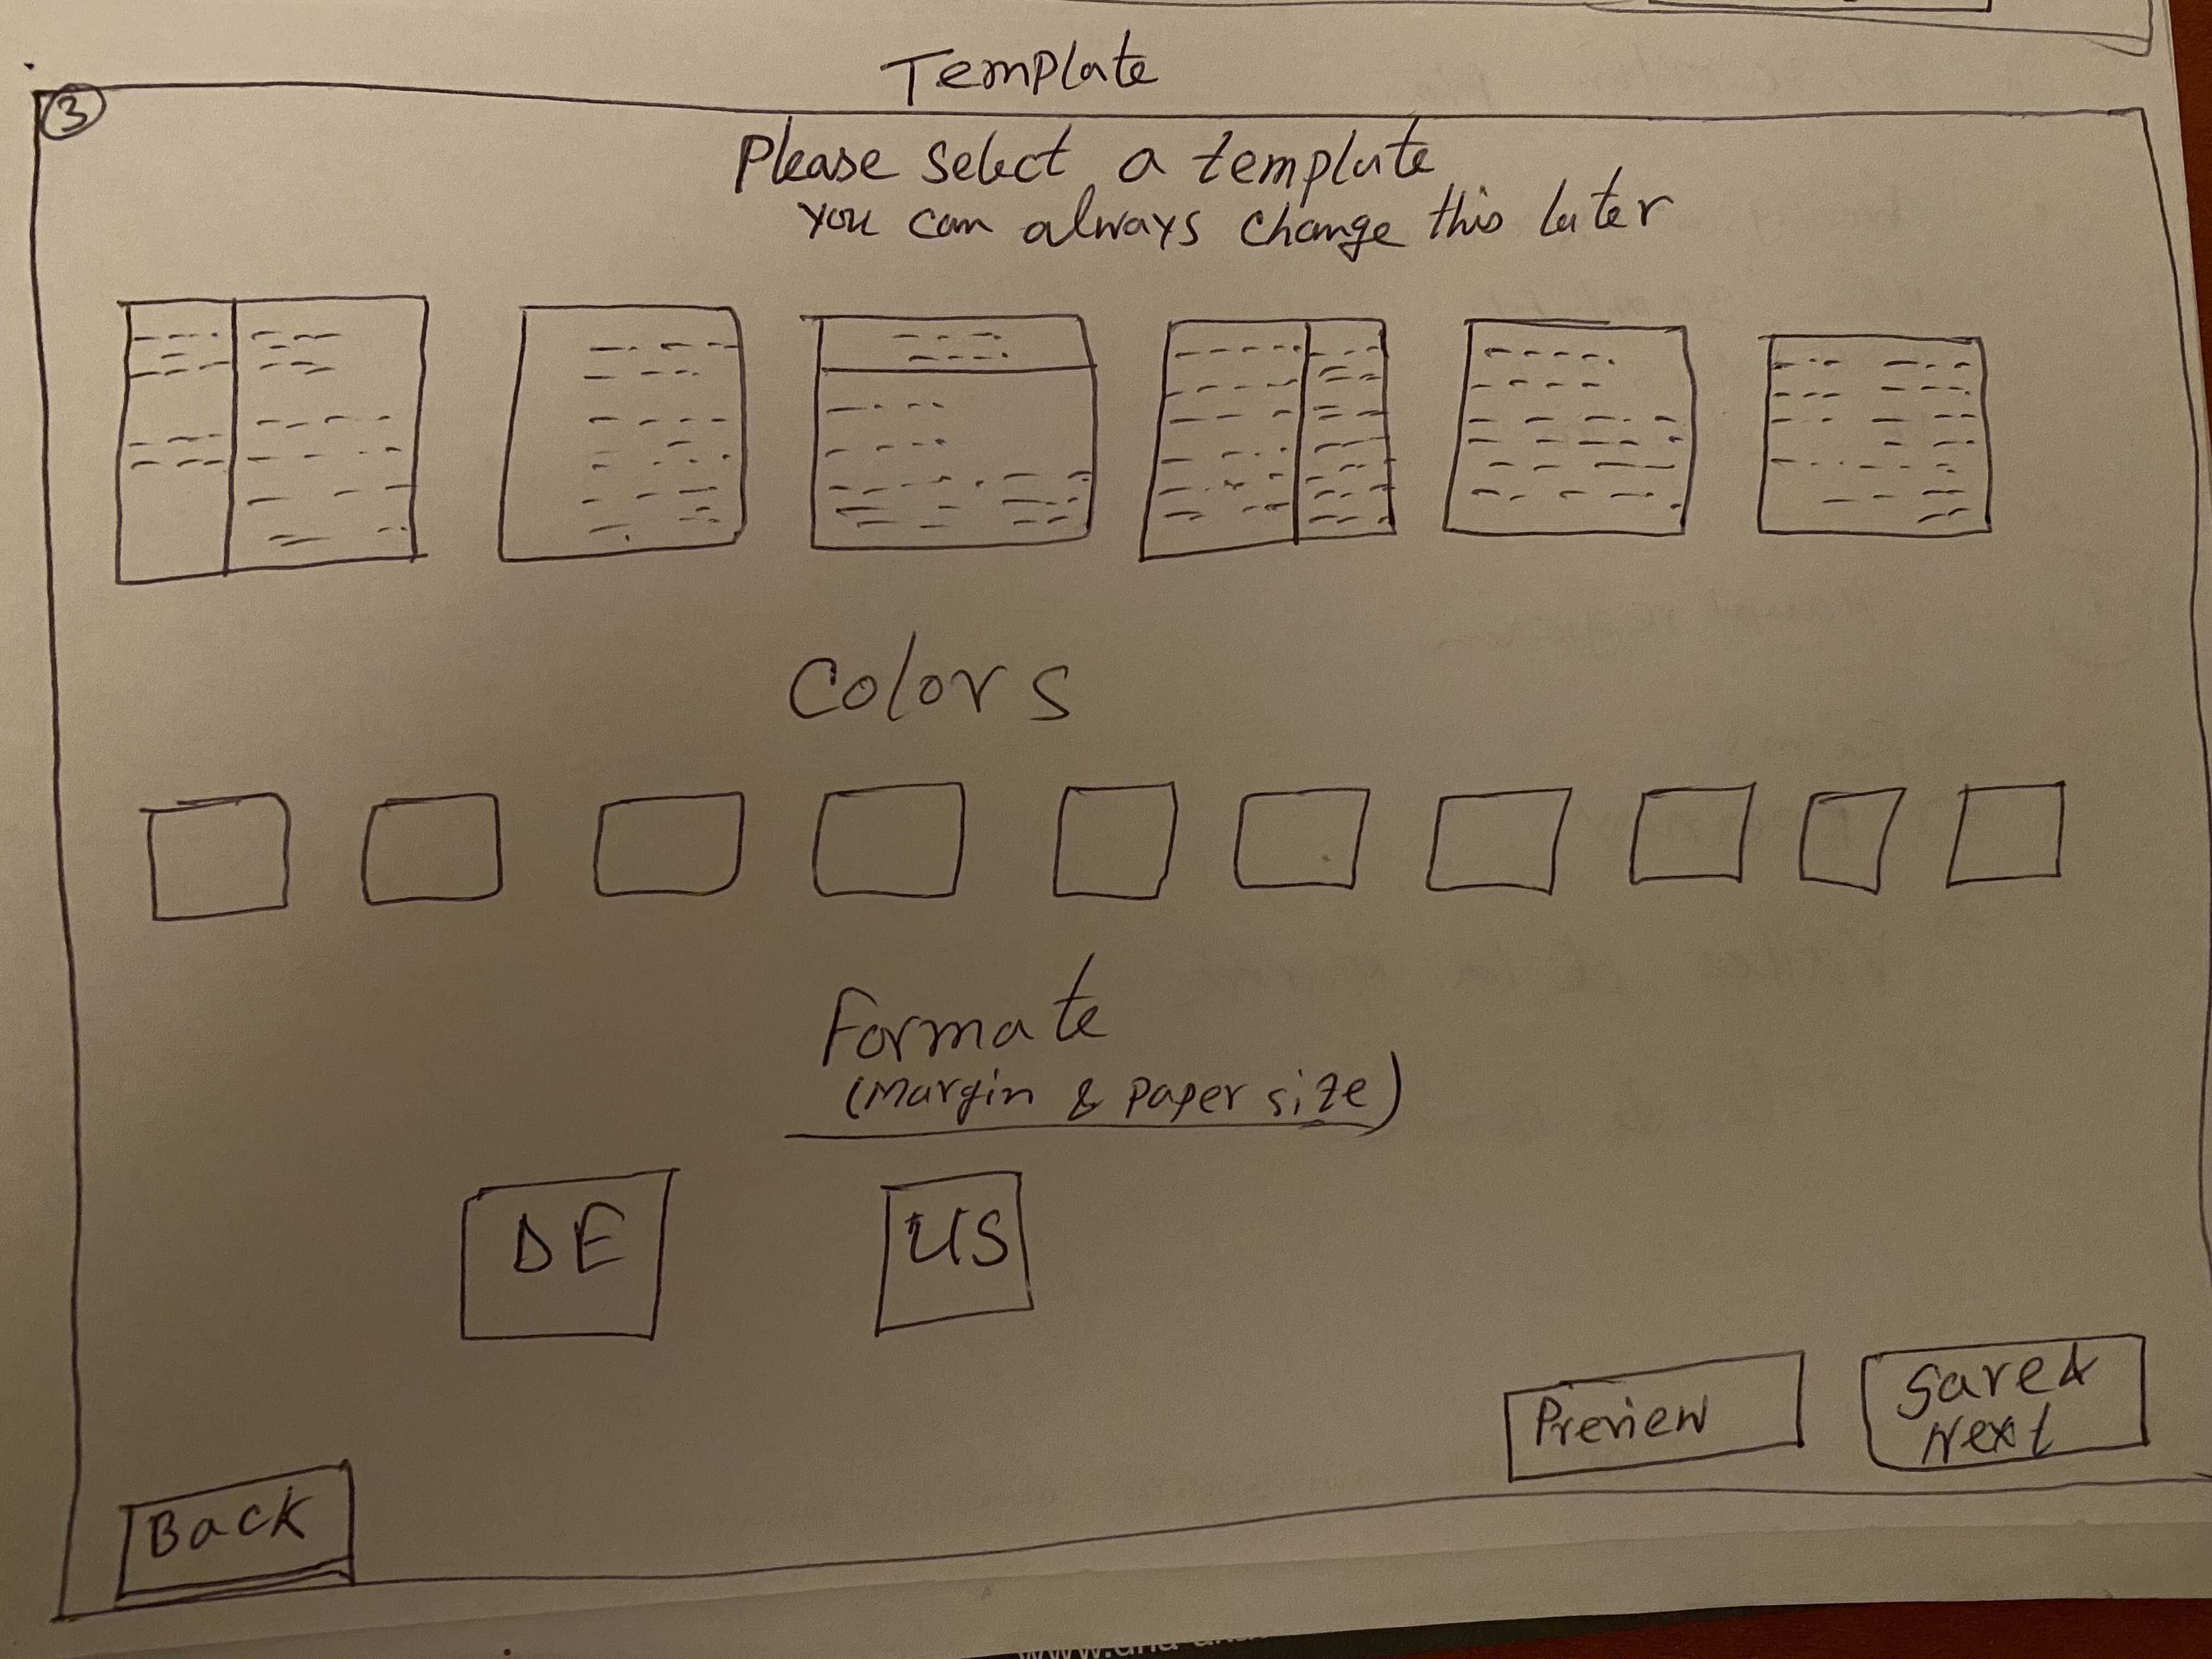 Template
3
Please select a template
you can always change this later
Colors
Formate
(Margin & paper size)
DE
US
Preview
Save &
Next
Back